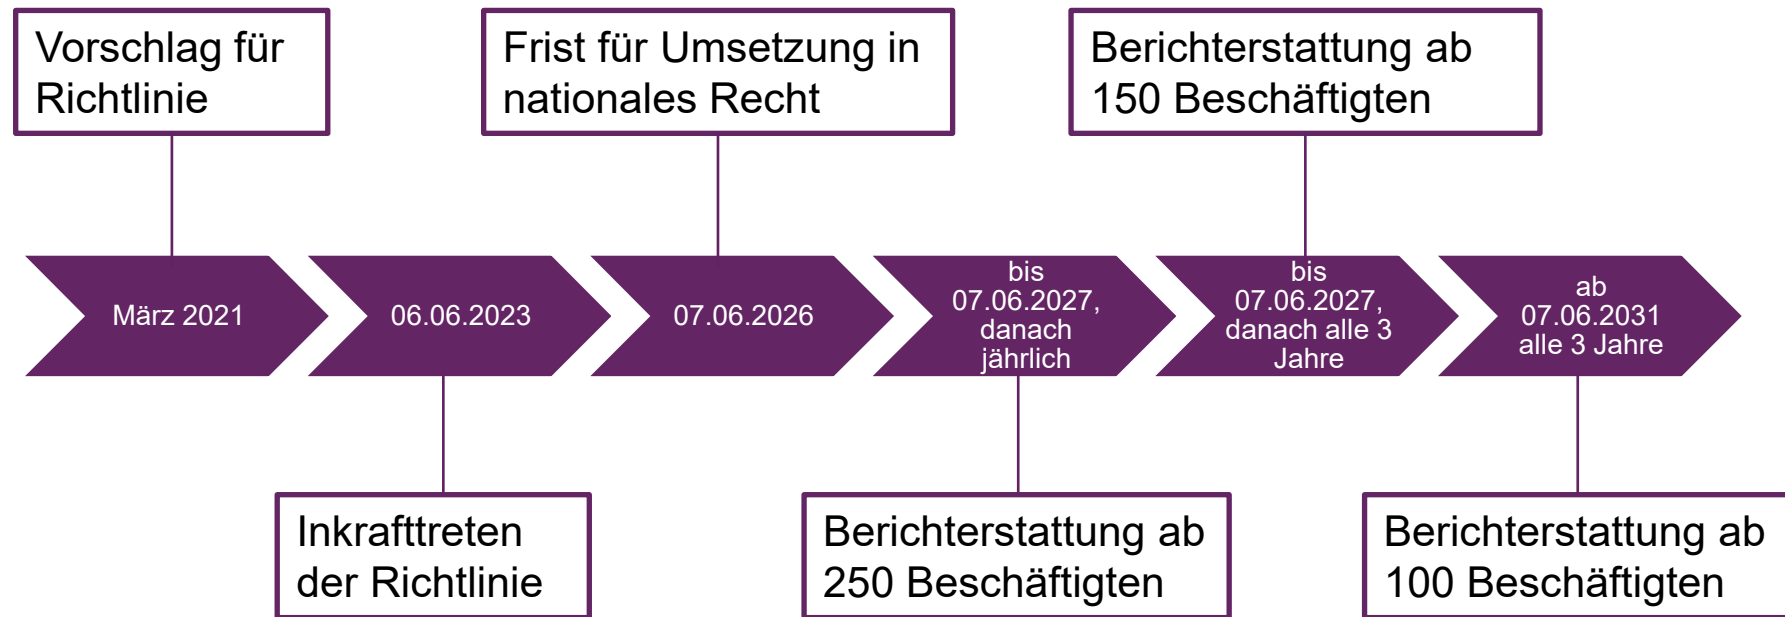 Vorschlag für
Richtlinie
Frist für Umsetzung in
nationales Recht
Berichterstattung ab
150 Beschäftigten
März 2021
06.06.2023
07.06.2026
bis
07.06.2027,
danach
jährlich
bis
07.06.2027,
danach alle 3
Jahre
ab
07.06.2031
alle 3 Jahre
Inkrafttreten
der Richtlinie
Berichterstattung ab
250 Beschäftigten
Berichterstattung ab
100 Beschäftigten